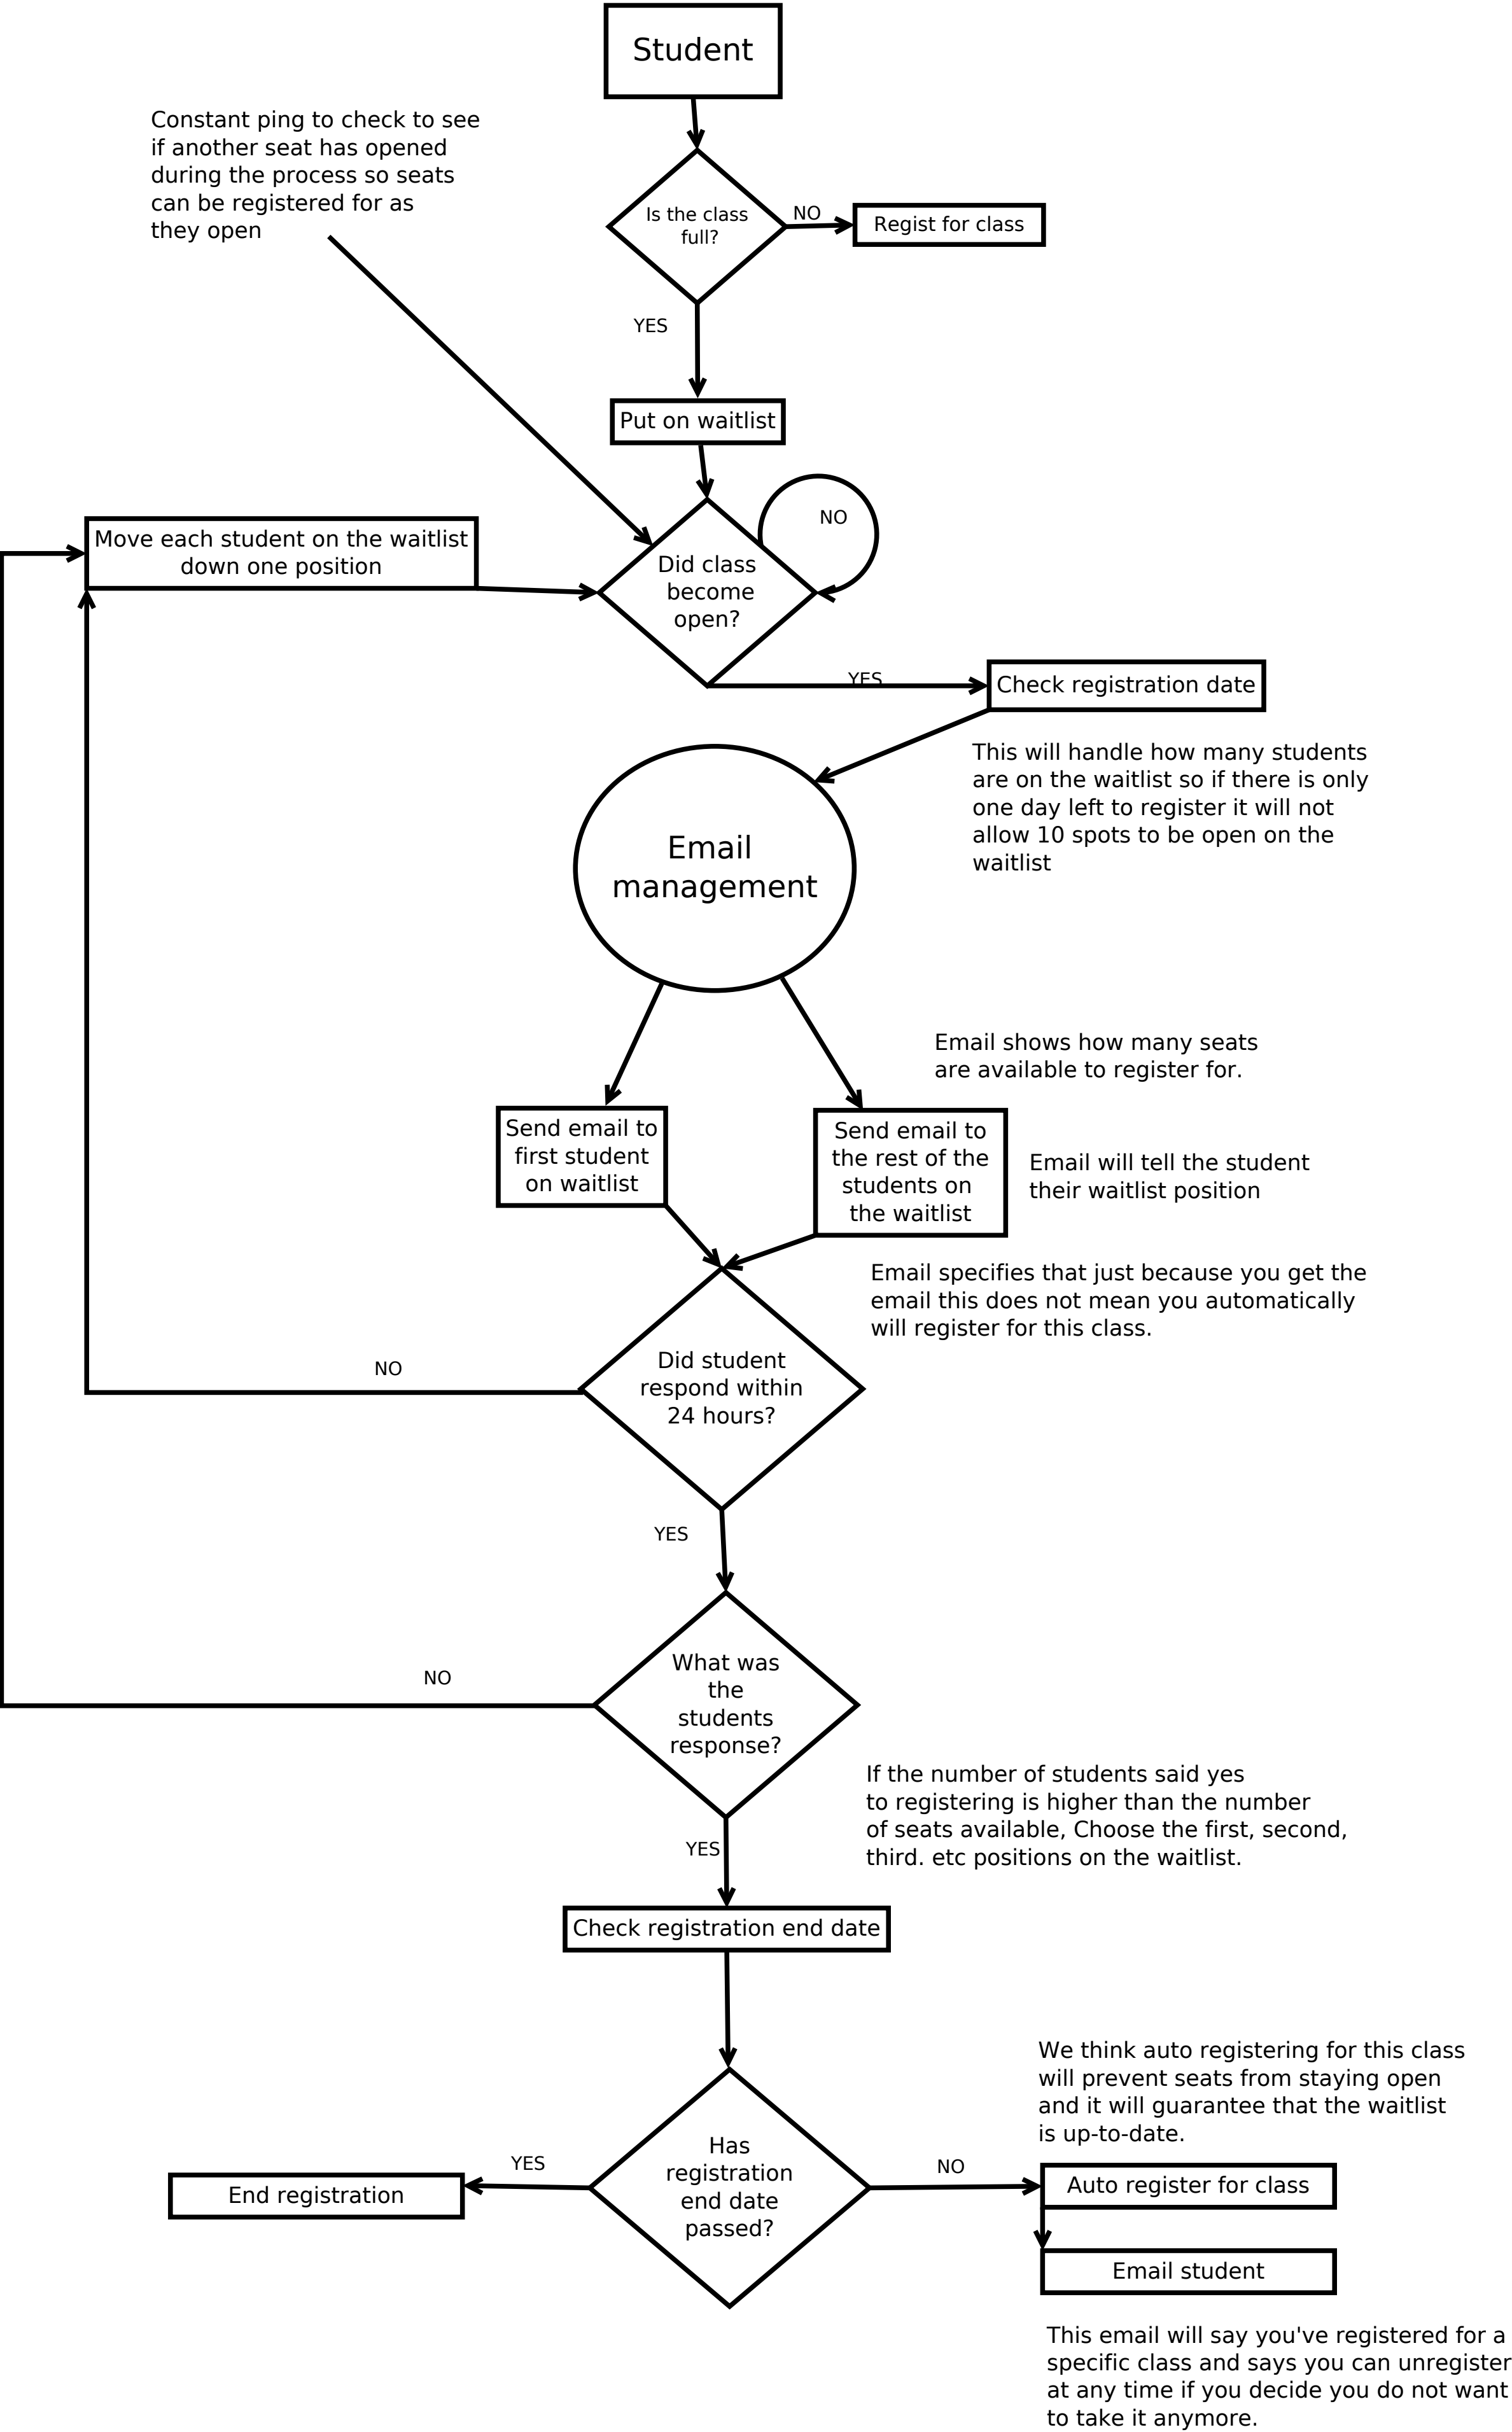 Student
Constant ping to check to see
if another seat has opened
during the process so seats
can be registered for as
they open
Is the class
full?
NO
Regist for class
YES
Put on waitlist
NO
Move each student on the waitlist
down one position
Did class
become
open?
YES
Check registration date
This will handle how many students
are on the waitlist so if there is only
one day left to register it will not
allow 10 spots to be open on the
waitlist
Email
management
Email shows how many seats
are available to register for.
Send email to
first student
on waitlist
Send email to
the rest of the
students on
the waitlist
Email will tell the student
their waitlist position
Email specifies that just because you get the
email this does not mean you automatically
will register for this class.
Did student
respond within
24 hours?
NO
YES
What was
the
students
response?
NO
If the number of students said yes
to registering is higher than the number
of seats available, Choose the first, second,
third. etc positions on the waitlist.
YES
Check registration end date
We think auto registering for this class
will prevent seats from staying open
and it will guarantee that the waitlist
is up-to-date.
Has
registration
end date
passed?
YES
NO
End registration
Auto register for class
Email student
This email will say you've registered for a
specific class and says you can unregister
at any time if you decide you do not want
to take it anymore.